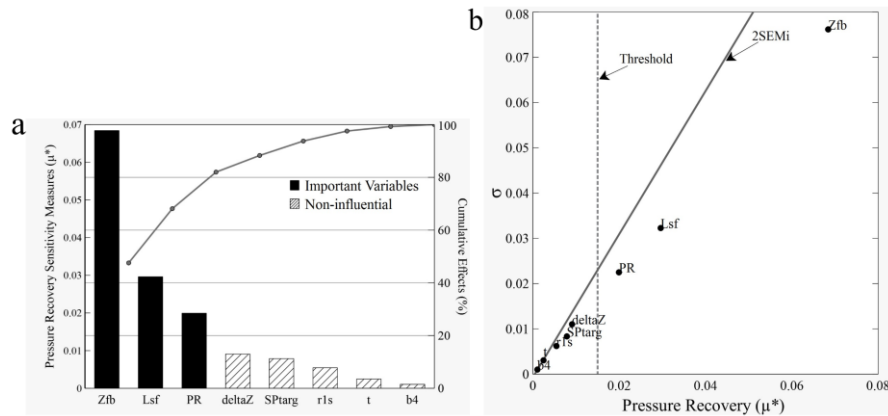 a
Pressure Recovery Sensitivity Measures (μ*)
0.07
0.06
0.05
0.04
0.03
0.02
0.01
0
Important Variables
Non-influential
100
80
60
40
20
0
Cumulative Effects (%)
Zfb Lsf PR deltaZ SPtarg r1s t b4
b
σ
0.08
0.07
0.06
0.05
0.04
0.03
0.02
0.01
0
Zfb
2SEMi
Threshold
Lsf
PR
deltaZ
SPtarg
r1s
t
b4
0 0.02 0.04 0.06 0.08
Pressure Recovery (μ*)